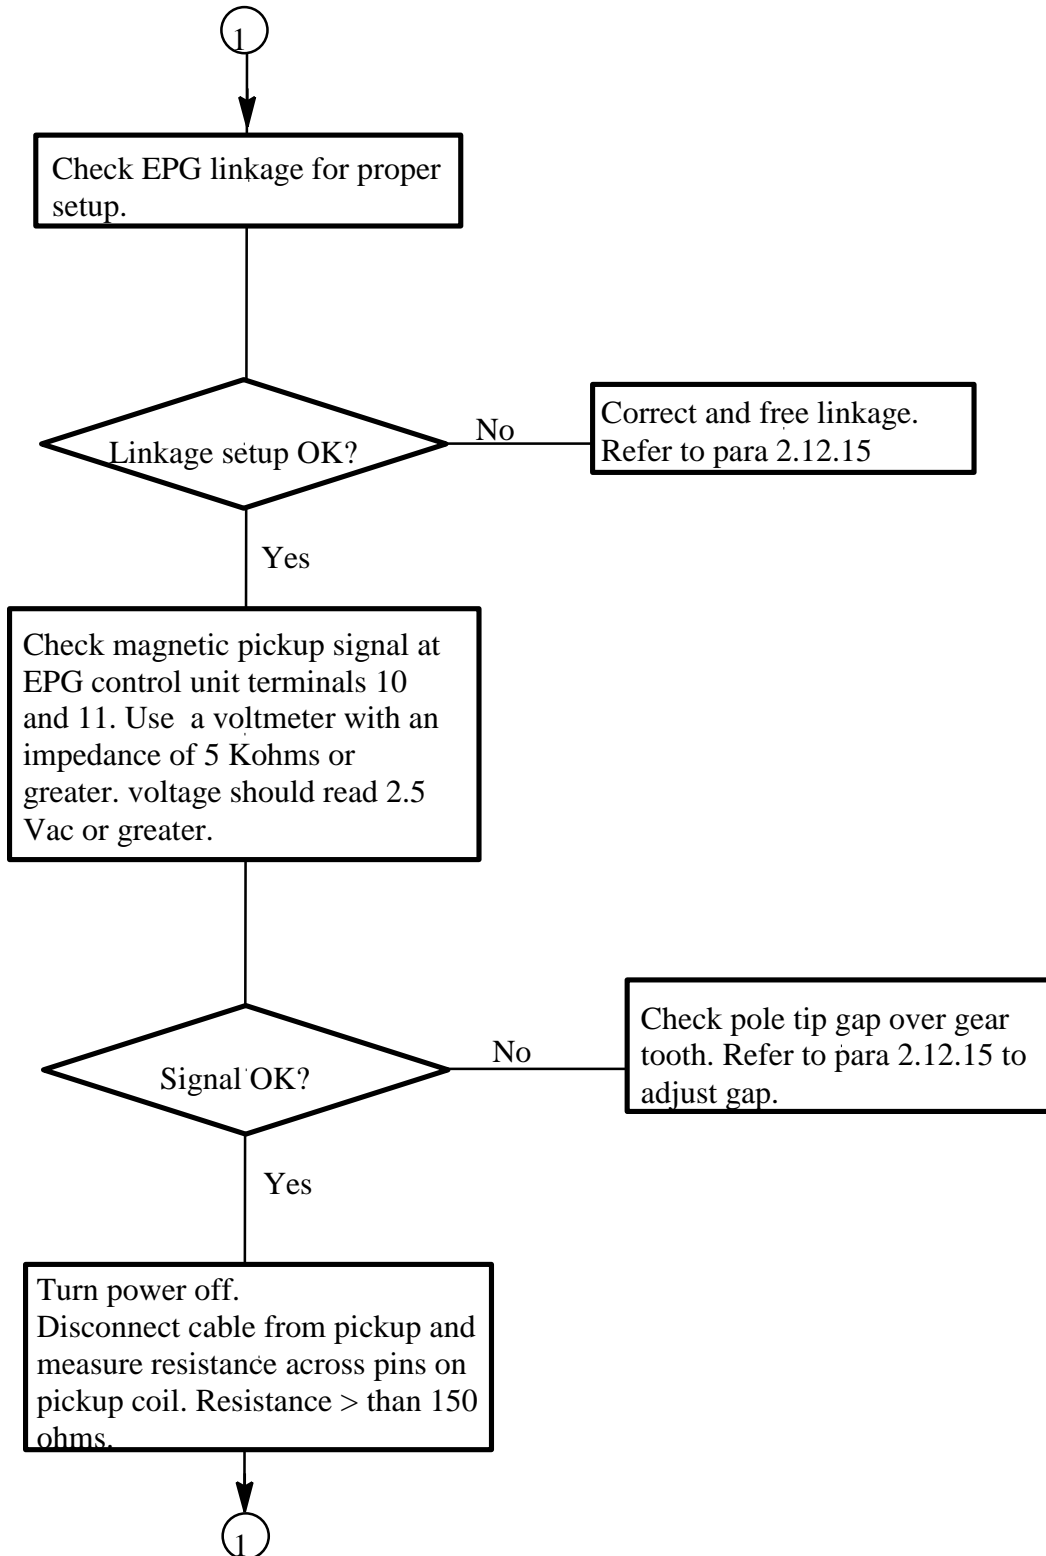 1
Check EPG linkage for proper
setup.
Linkage setup OK?
No
Correct and free linkage.
Refer to para 2.12.15
Yes
Check magnetic pickup signal at
EPG control unit terminals 10
and 11. Use a voltmeter with an
impedance of 5 Kohms or
greater. voltage should read 2.5
Vac or greater.
Signal OK?
No
Check pole tip gap over gear
tooth. Refer to para 2.12.15 to
adjust gap.
Yes
Turn power off.
Disconnect cable from pickup and
measure resistance across pins on
pickup coil. Resistance > than 150
ohms.
1